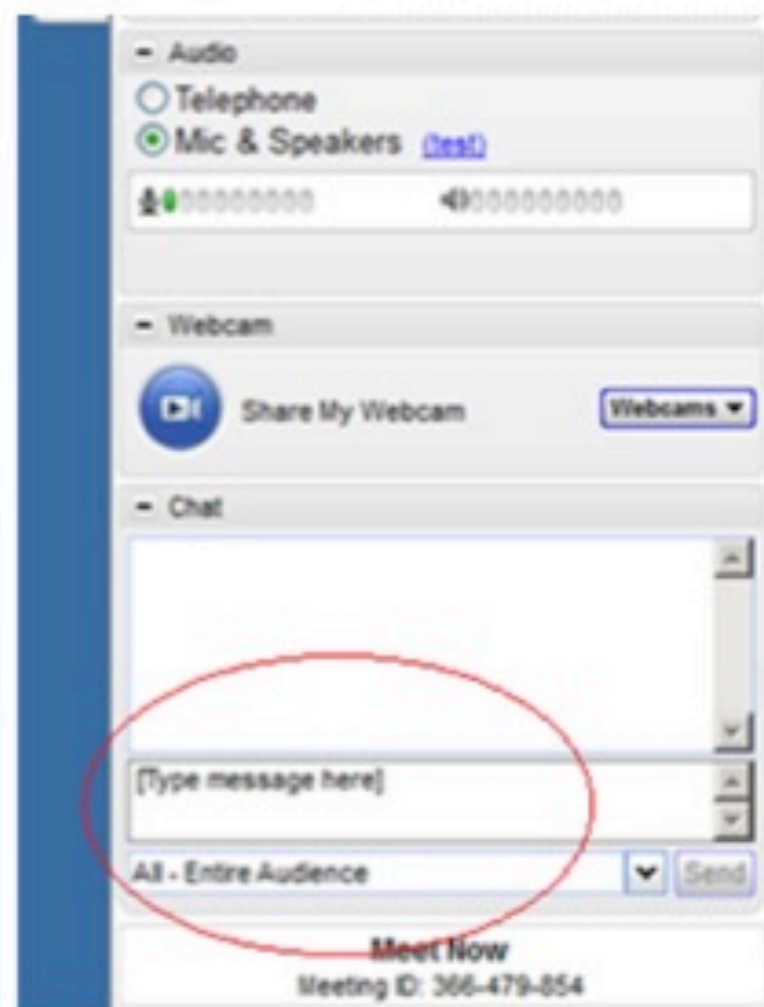 - Audio
Telephone
Mic & Speakers (test)
- Webcam
Share My Webcam Webcams
- Chat
[Type message here]
All - Entire Audience Send
Meet Now
Meeting ID: 366-479-854